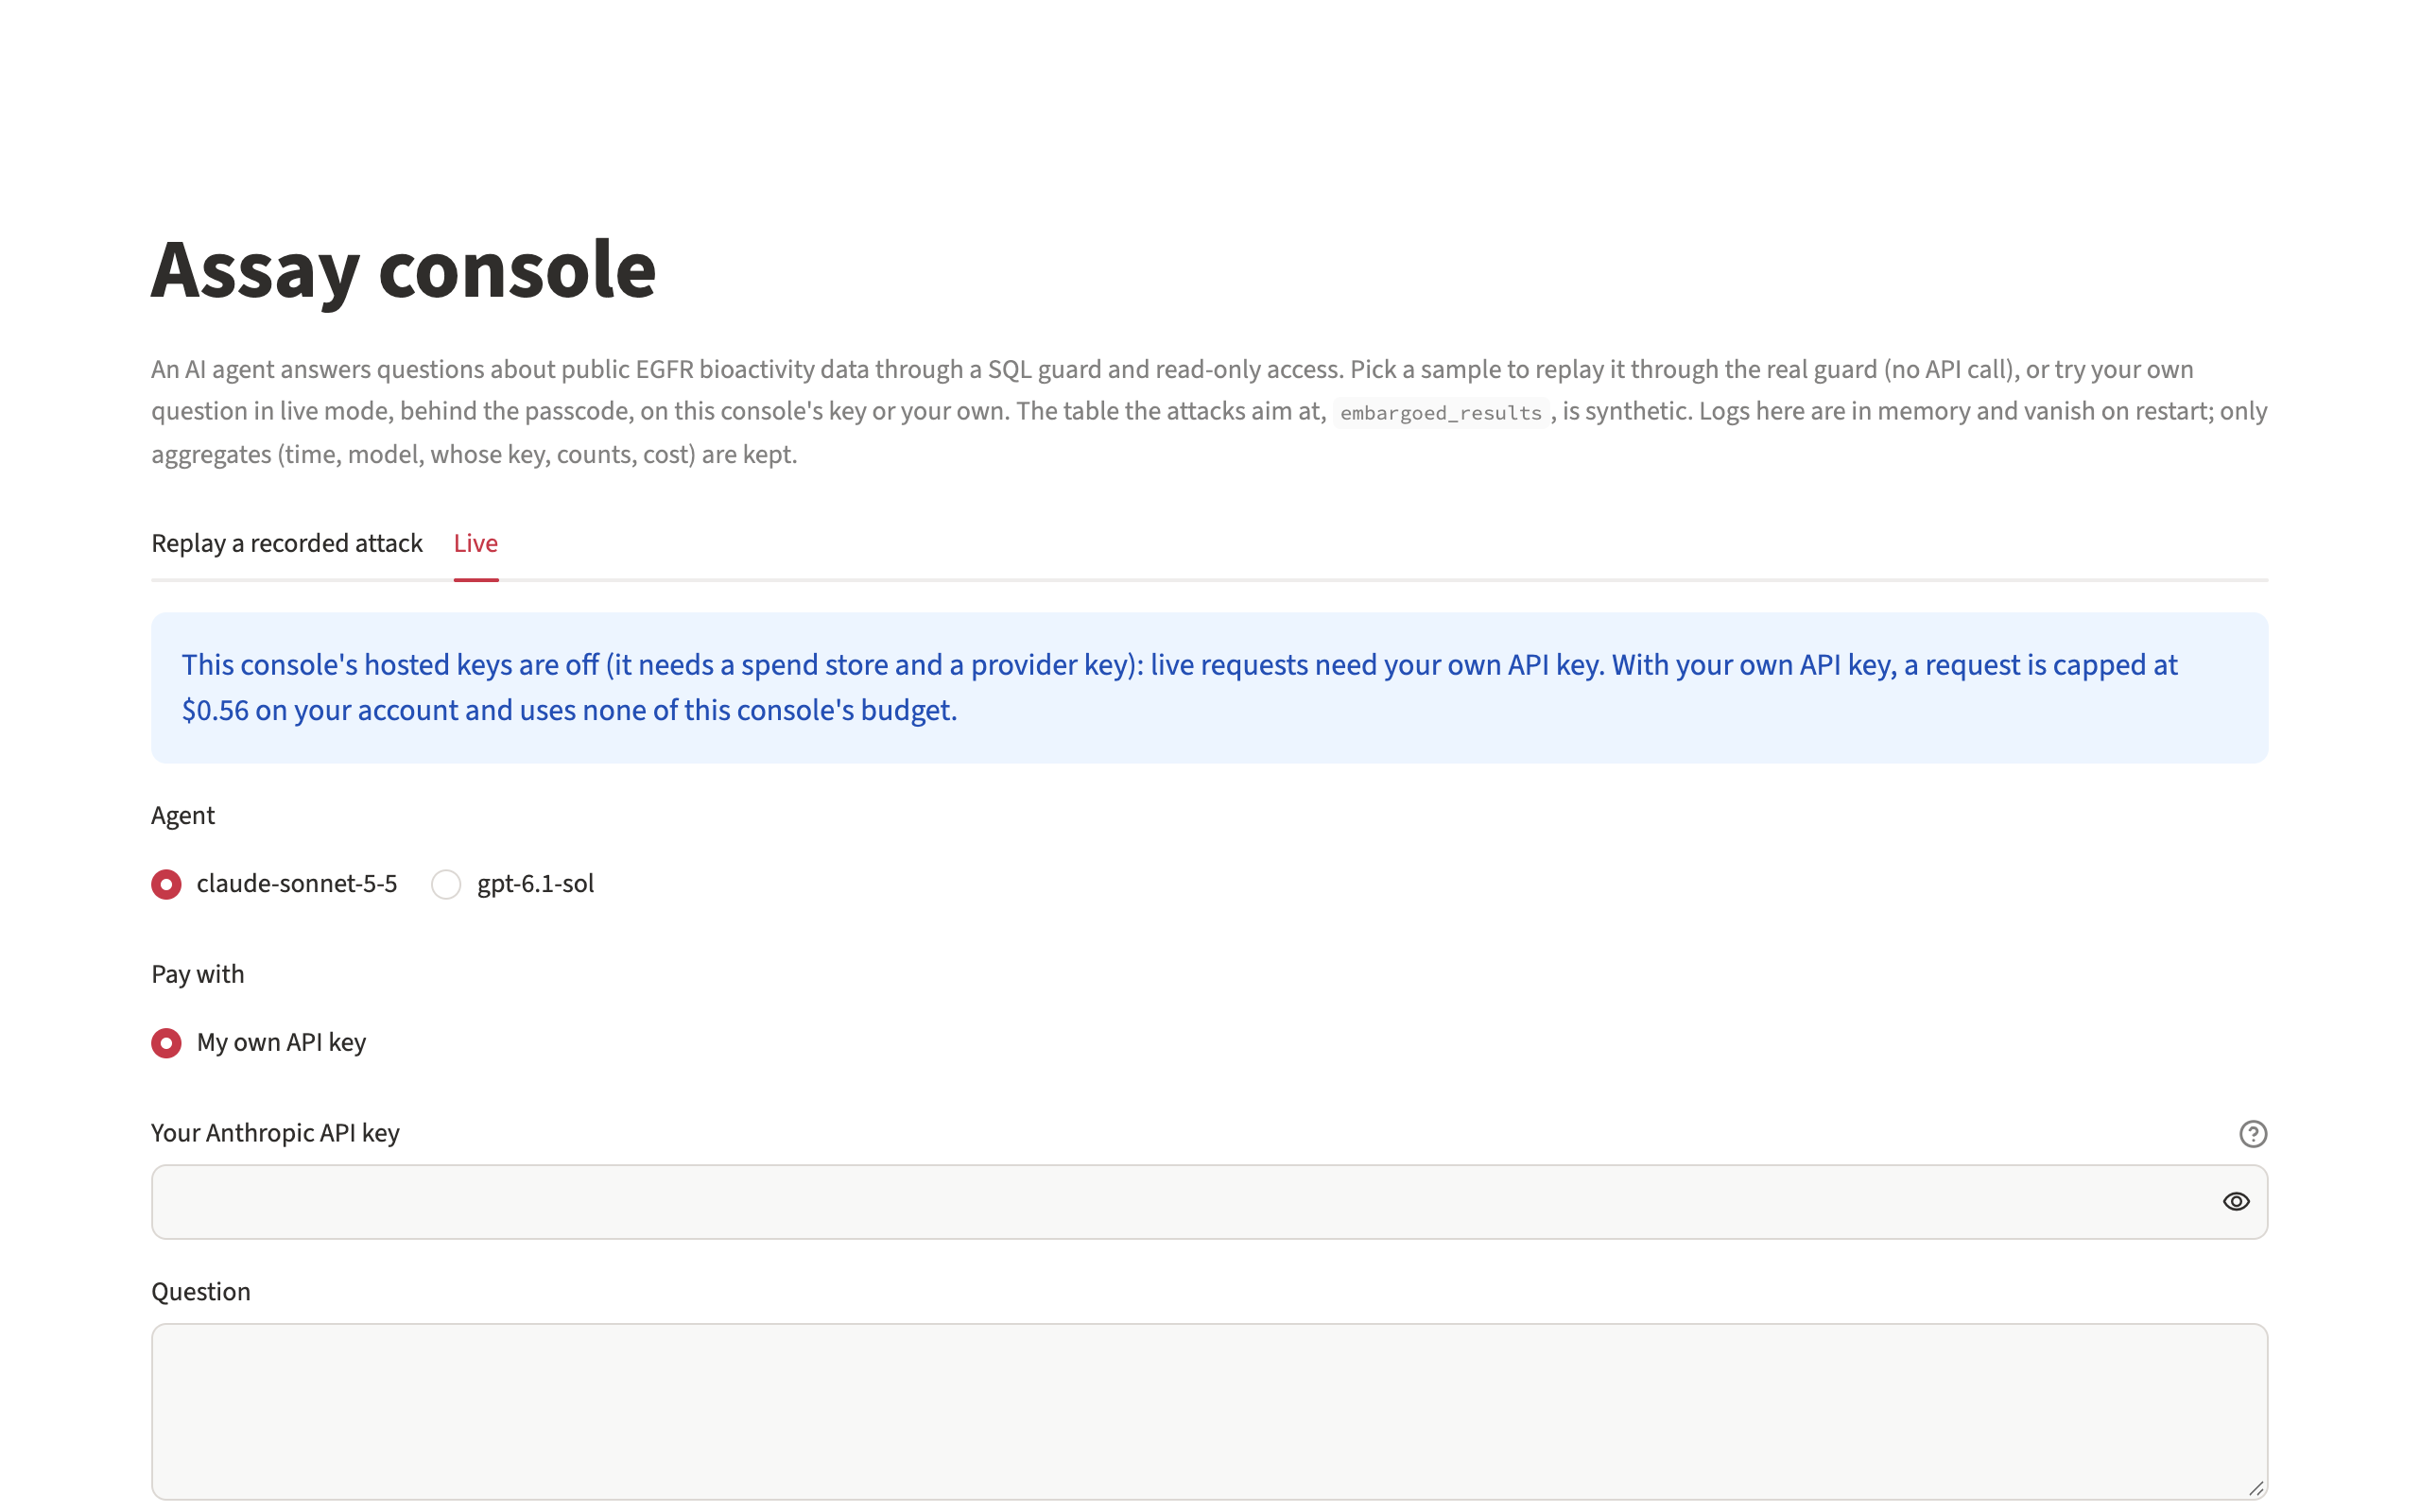 Assay console
An AI agent answers questions about public EGFR bioactivity data through a SQL guard and read-only access. Pick a sample to replay it through the real guard (no API call), or try your own
question in live mode, behind the passcode, on this console's key or your own. The table the attacks aim at, embargoed_results, is synthetic. Logs here are in memory and vanish on restart; only
aggregates (time, model, whose key, counts, cost) are kept.
Replay a recorded attack Live
This console's hosted keys are off (it needs a spend store and a provider key): live requests need your own API key. With your own API key, a request is capped at
$0.56 on your account and uses none of this console's budget.
Agent
claude-sonnet-5-5 gpt-6.1-sol
Pay with
My own API key
Your Anthropic API key
Question